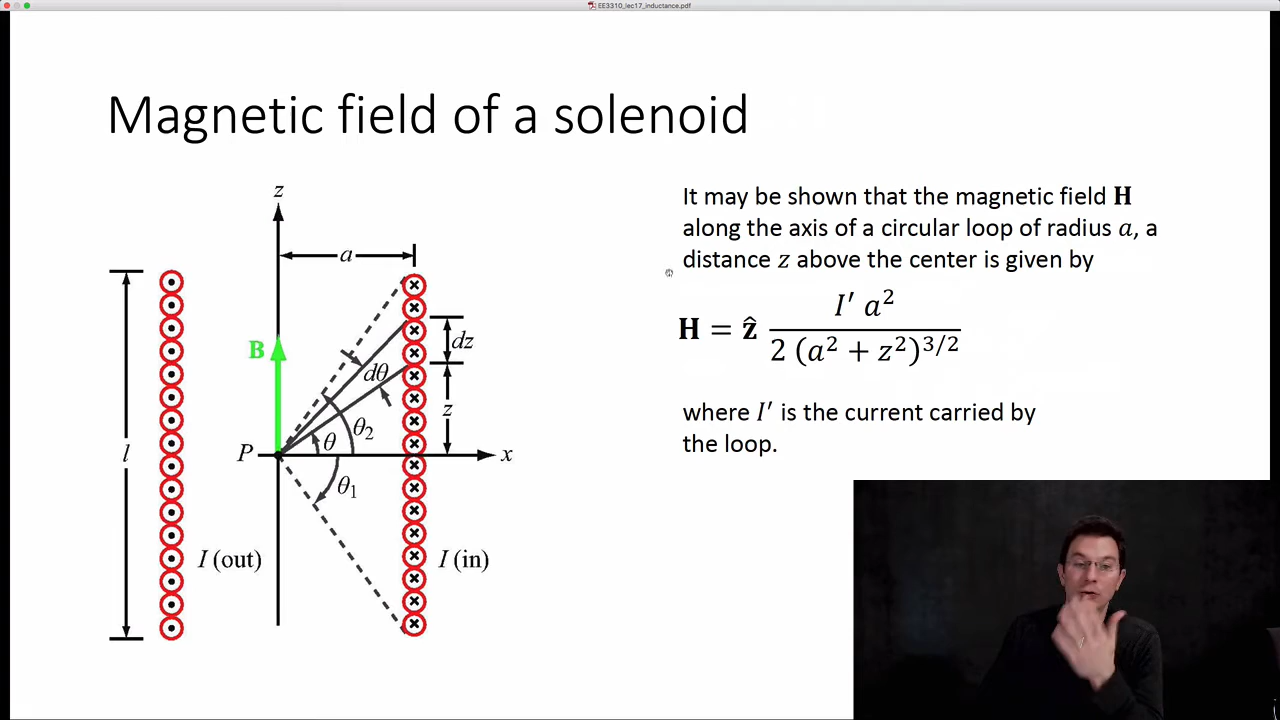 EE3310_lec17_inductance.pdf
Magnetic field of a solenoid
It may be shown that the magnetic field H
along the axis of a circular loop of radius a, a
distance z above the center is given by
H = ẑ I′ a² / 2 (a² + z²)^3/2
where I′ is the current carried by
the loop.
z
a
B
dz
dθ
z
θ₂
θ
P
x
l
θ₁
I (out)
I (in)